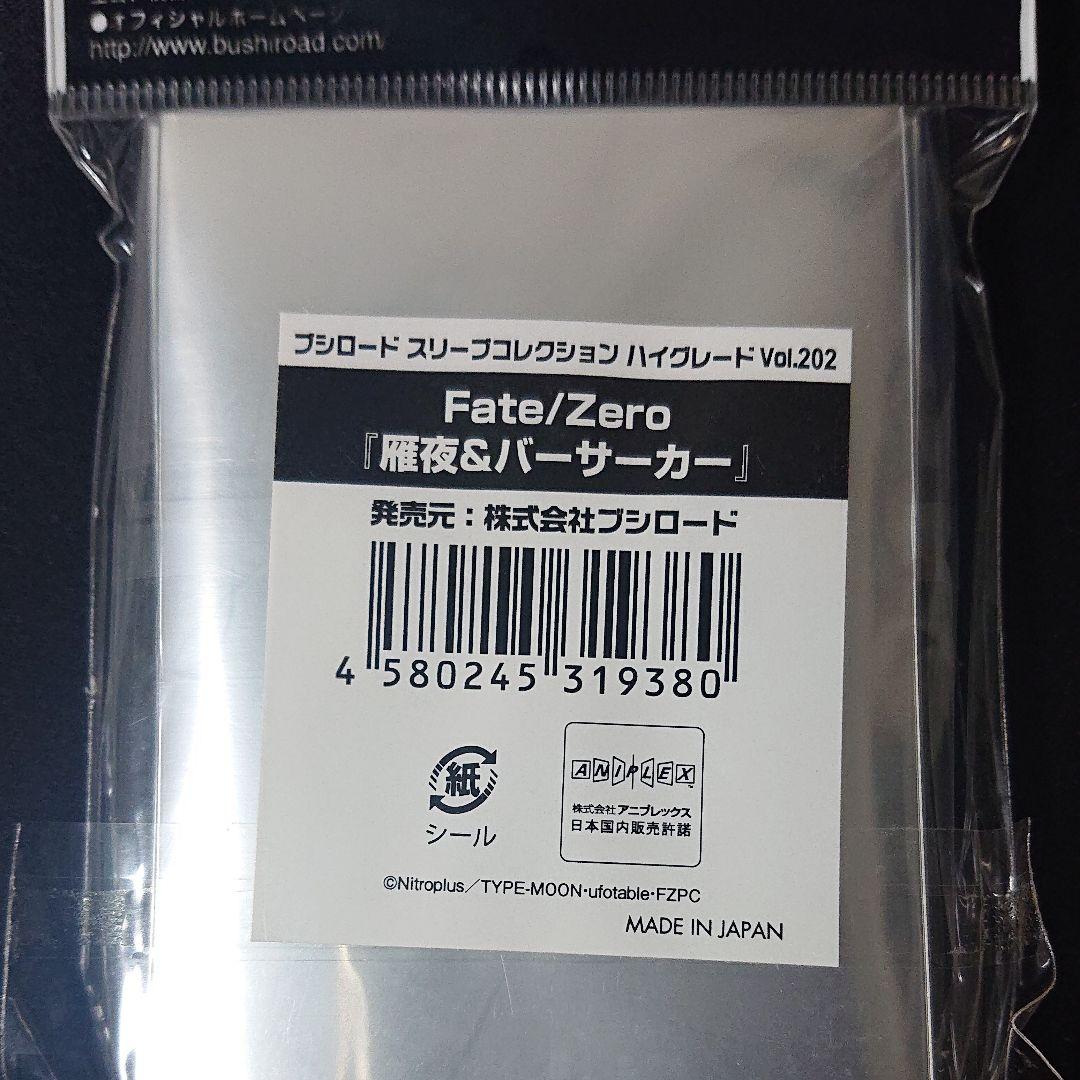 ●オフィシャルホームページ
http://www.bushiroad.com/
ブシロード スリーブコレクション ハイグレード Vol.202
Fate/Zero
『雁夜&バーサーカー』
発売元：株式会社ブシロード
4 580245 319380
紙
シール
ANIPLEX
株式会社 アニプレックス
日本国内販売許諾
©Nitroplus／TYPE-MOON・ufotable・FZPC
MADE IN JAPAN